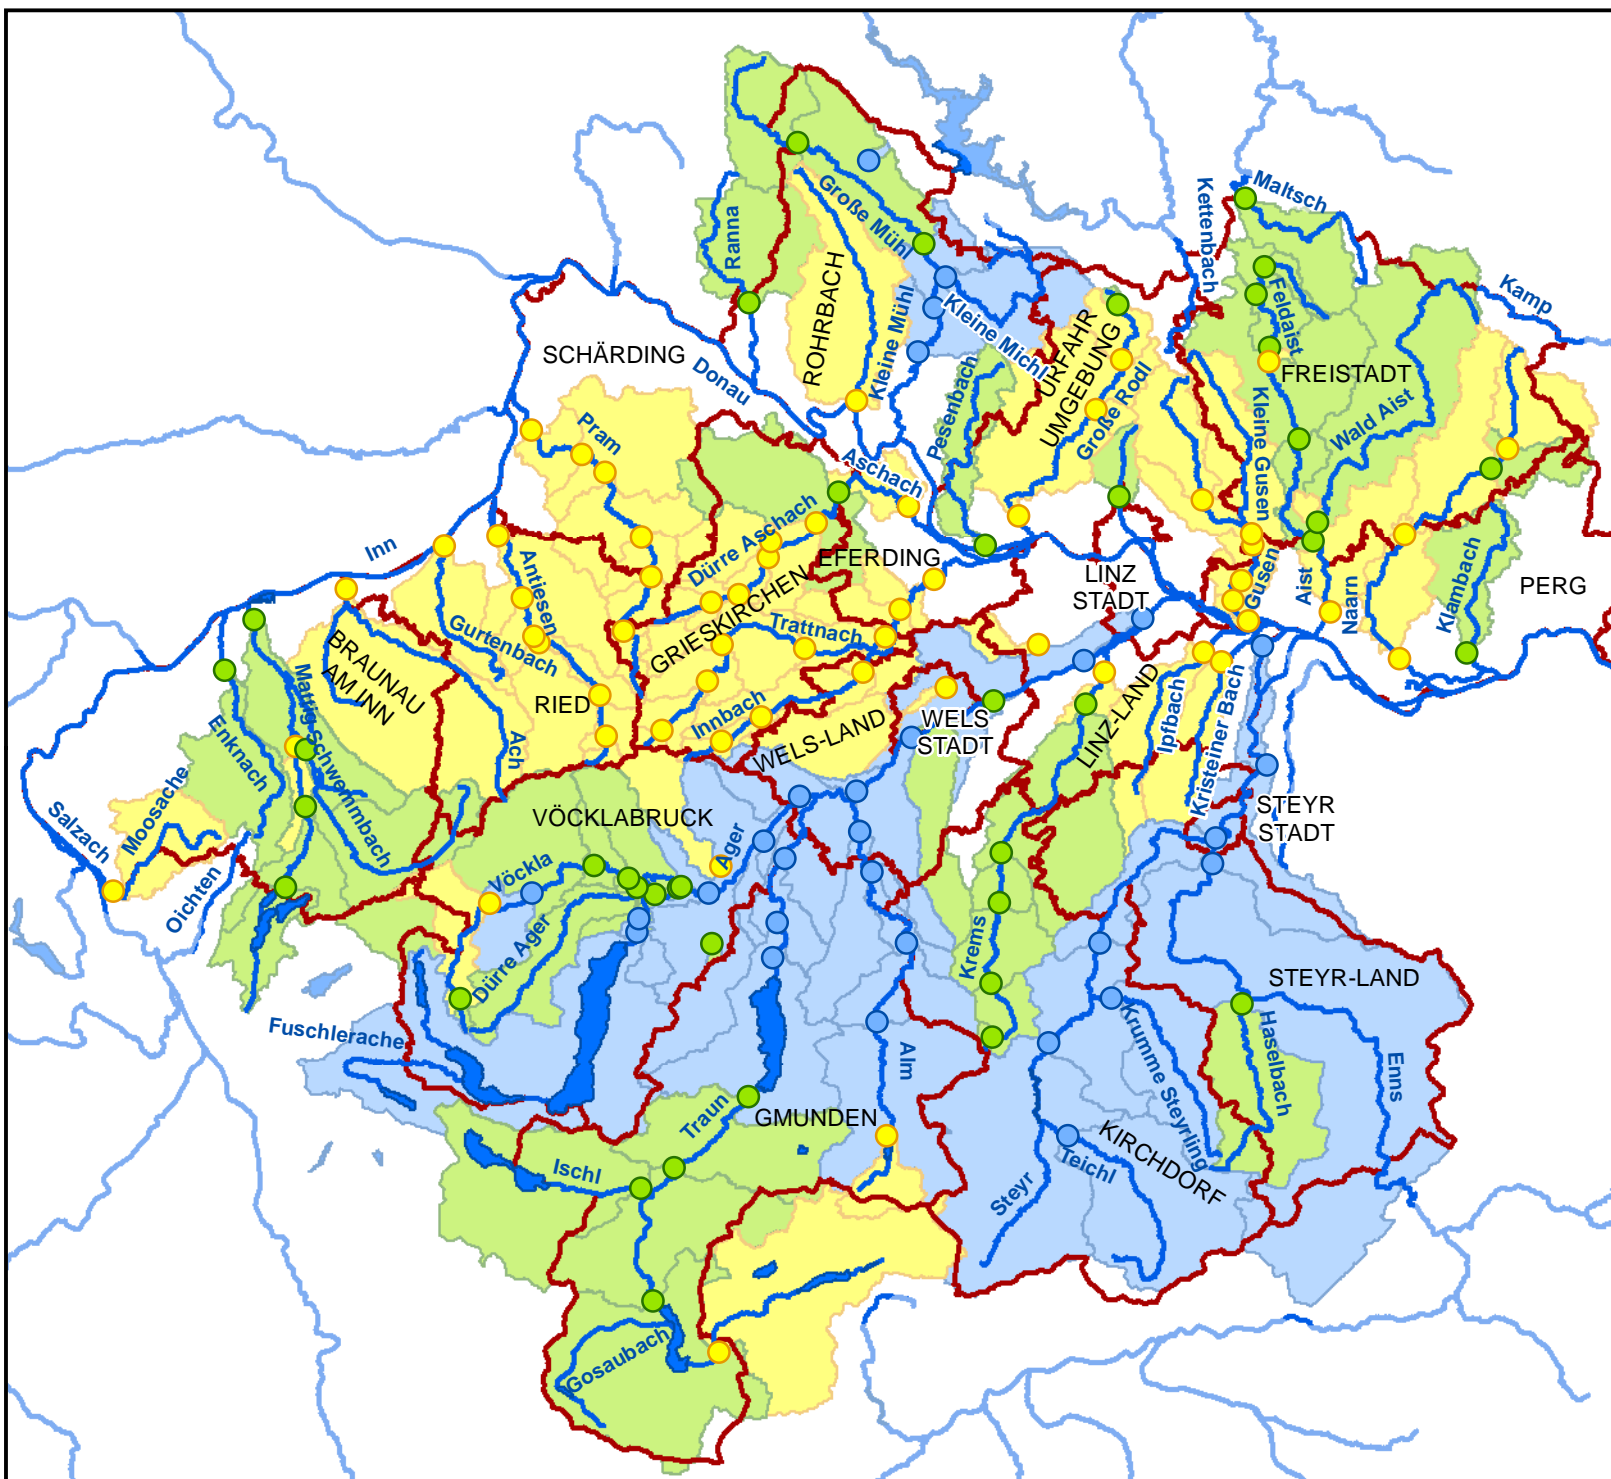 Maltsch
Kettenbach
Große Mühl
Ranna
ROHRBACH
Kleine Mühl
Kleine Michl
Feldaist
Kamp
SCHÄRDING
Donau
URFAHR
UMGEBUNG
Große Rodl
FREISTADT
Wald Aist
Kleine Gusen
Pesenbach
Pram
Aschach
Dürre Aschach
EFERDING
Inn
Antiesen
Gurtenbach
GRIESKIRCHEN
Trattnach
LINZ
STADT
Gusen
Aist
Naarn
Klambach
PERG
BRAUNAU
AM INN
Mattig
Schwemmbach
Enknach
Ach
RIED
Innbach
WELS-LAND
WELS
STADT
LINZ-LAND
Ipfbach
Kristeiner Bach
Salzach
Moosache
Oichten
VÖCKLABRUCK
Ager
Vöckla
Dürre Ager
STEYR
STADT
Krems
STEYR-LAND
Fuschlerache
Alm
Krumme Steyrling
Haselbach
Enns
Traun
GMUNDEN
Ischl
KIRCHDORF
Teichl
Steyr
Gosaubach